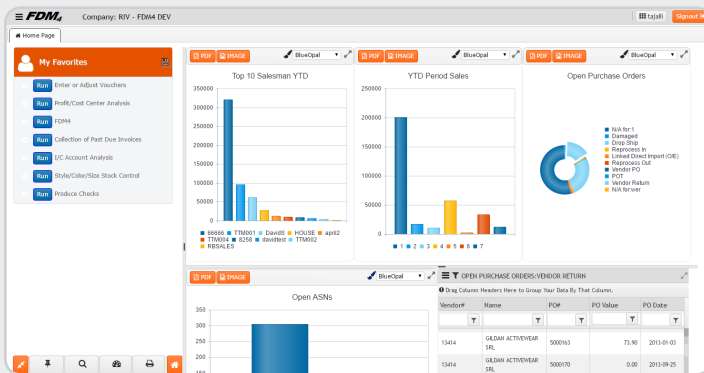 FDM4
Company: RIV - FDM4 DEV
tajalli
Signout
Home Page
My Favorites
Run Enter or Adjust Vouchers
Run Profit/Cost Center Analysis
Run FDM4
Run Collection of Past Due Invoices
Run I/C Account Analysis
Run Style/Color/Size Stock Control
Run Produce Checks
PDF IMAGE BlueOpal
Top 10 Salesman YTD
350000
300000
250000
200000
150000
100000
50000
0
66666 TTM001 DavidS HOUSE april2
TTM004 8258 davidtest TTM002
RBSALES
PDF IMAGE BlueOpal
YTD Period Sales
250000
200000
150000
100000
50000
0
1 2 3 4 5 6 7
PDF IMAGE BlueOpal
Open Purchase Orders
N/A for:1
Damaged
Drop Ship
Reprocess In
Linked Direct Import (O/E)
Reprocess Out
Vendor PO
POT
Vendor Return
N/A for:ver
PDF IMAGE BlueOpal
Open ASNs
350
300
250
200
150
OPEN PURCHASE ORDERS:VENDOR RETURN
Drag Column Headers Here to Group Your Data By That Column.
Vendor# Name PO# PO Value PO Date
13414 GILDAN ACTIVEWEAR SRL 5000163 73.90 2013-01-03
13414 GILDAN ACTIVEWEAR SRL 5000170 0.00 2013-09-25